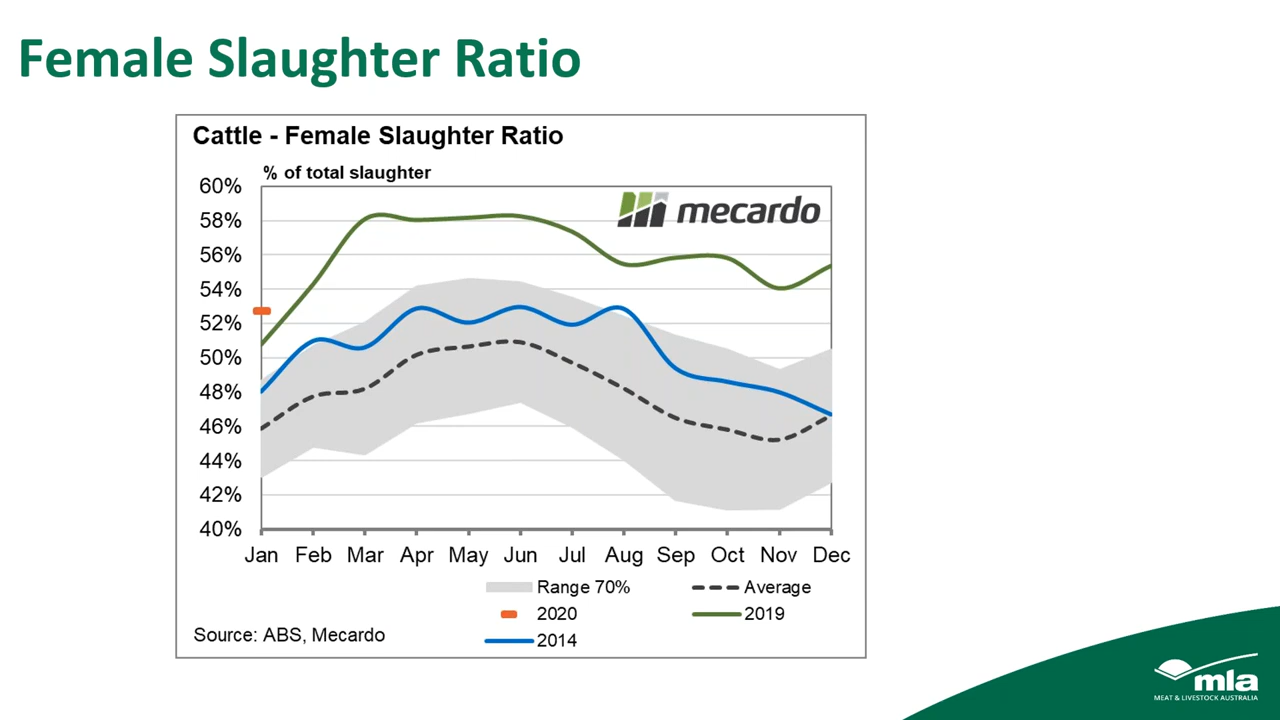 Female Slaughter Ratio
Cattle - Female Slaughter Ratio
% of total slaughter
mecardo
60%
58%
56%
54%
52%
50%
48%
46%
44%
42%
40%
Jan Feb Mar Apr May Jun Jul Aug Sep Oct Nov Dec
Range 70% Average
2020 2019
2014
Source: ABS, Mecardo
mla
MEAT & LIVESTOCK AUSTRALIA